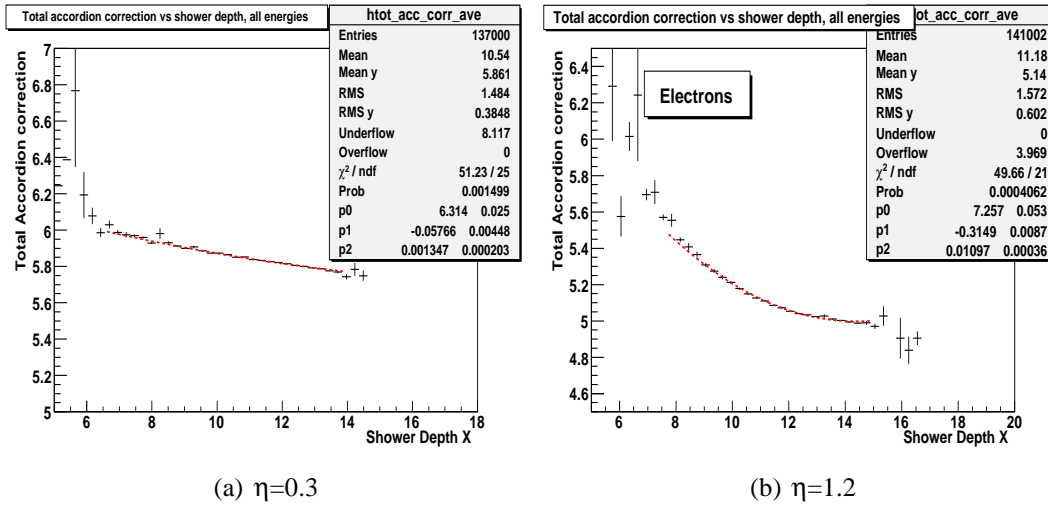 Total accordion correction vs shower depth, all energies
htot_acc_corr_ave
Entries 137000
Mean 10.54
Mean y 5.861
RMS 1.484
RMS y 0.3848
Underflow 8.117
Overflow 0
χ² / ndf 51.23 / 25
Prob 0.001499
p0 6.314 0.025
p1 -0.05766 0.00448
p2 0.001347 0.000203
Total Accordion correction
7
6.8
6.6
6.4
6.2
6
5.8
5.6
5.4
5.2
5
6 8 10 12 14 16 18
Shower Depth X
(a) η=0.3
Total accordion correction vs shower depth, all energies
ot_acc_corr_ave
Entries 141002
Mean 11.18
Mean y 5.14
RMS 1.572
RMS y 0.602
Underflow 0
Overflow 3.969
χ² / ndf 49.66 / 21
Prob 0.0004062
p0 7.257 0.053
p1 -0.3149 0.0087
p2 0.01097 0.00036
Electrons
Total Accordion correction
6.4
6.2
6
5.8
5.6
5.4
5.2
5
4.8
4.6
6 8 10 12 14 16 18 20
Shower Depth X
(b) η=1.2